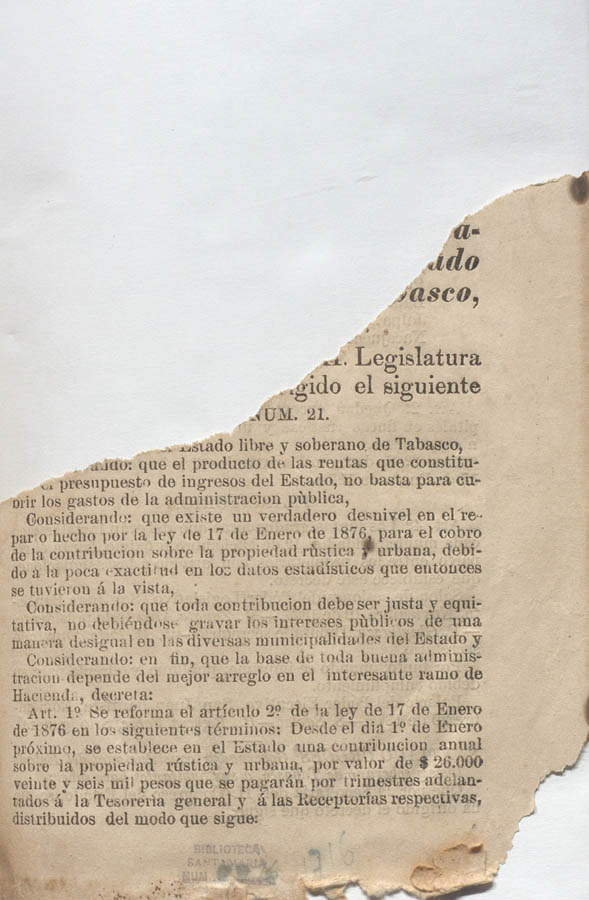 a-
ado
basco,
I. Legislatura
gido el siguiente
NUM. 21.
Estado libre y soberano de Tabasco,
ando: que el producto de las rentas que constitu-
el presupuesto de ingresos del Estado, no basta para cu-
brir los gastos de la administracion pùblica,
Considerando: que existe un verdadero desnivel en el re-
par o hecho por la ley de 17 de Enero de 1876, para el cobro
de la contribucion sobre la propiedad rùstica y urbana, debi-
do à la poca exactitud en los datos estadísticos que entonces
se tuvieron á la vista,
Considerando: que toda contribucion debe ser justa y equi-
tativa, no debiéndose gravar los intereses pùblicos de una
manera desigual en las diversas municipalidades del Estado y
Considerando: en fin, que la base de toda buena adminis-
tracion depende del mejor arreglo en el interesante ramo de
Hacienda, decreta:
Art. 1º Se reforma el artículo 2º de la ley de 17 de Enero
de 1876 en los siguientes términos: Desde el dia 1º de Enero
próximo, se establece en el Estado una contribucion anual
sobre la propiedad rústica y urbana, por valor de $ 26.000
veinte y seis mil pesos que se pagarán por trimestres adelan-
tados á la Tesoreria general y á las Receptorías respectivas,
distribuidos del modo que sigue:
BIBLIOTECA
SANTAMARIA
NUM.